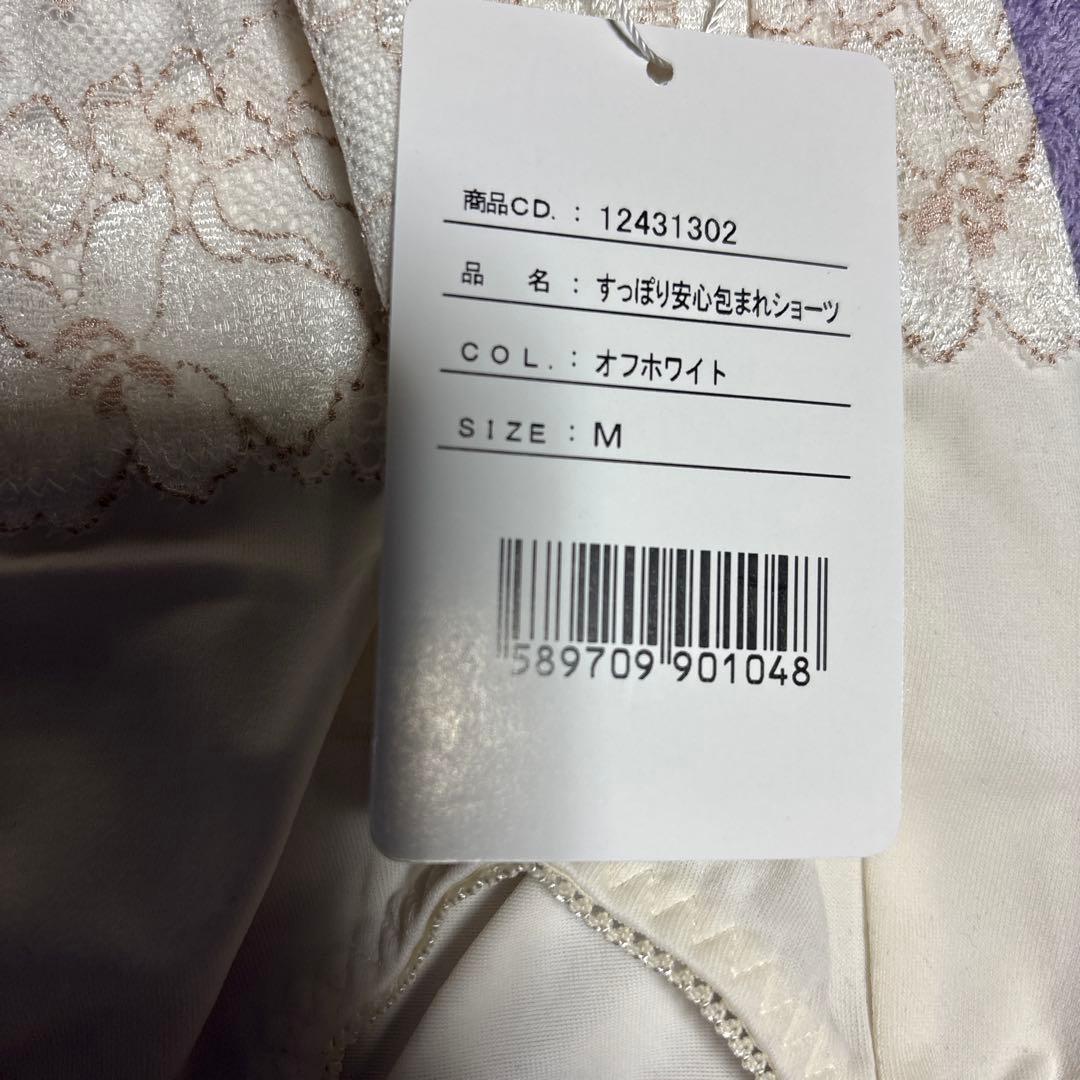 商品CD. : 12431302
品 名 : すっぽり安心包まれショーツ
COL. : オフホワイト
SIZE : M
589709 901048